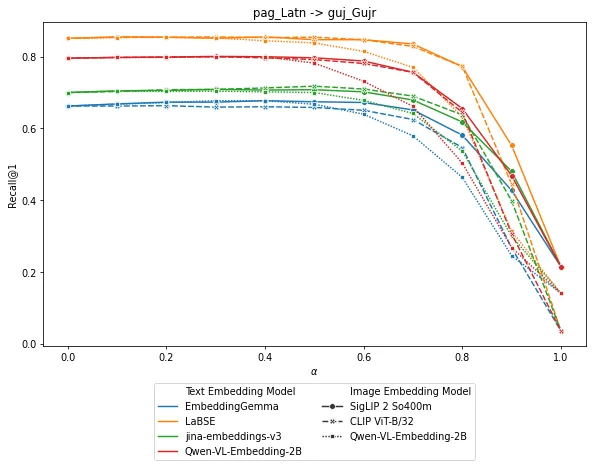 pag_Latn -> guj_Gujr
Recall@1
0.8
0.6
0.4
0.2
0.0
0.0 0.2 0.4 0.6 0.8 1.0
α
Text Embedding Model
EmbeddingGemma
LaBSE
jina-embeddings-v3
Qwen-VL-Embedding-2B
Image Embedding Model
SigLIP 2 So400m
CLIP ViT-B/32
Qwen-VL-Embedding-2B